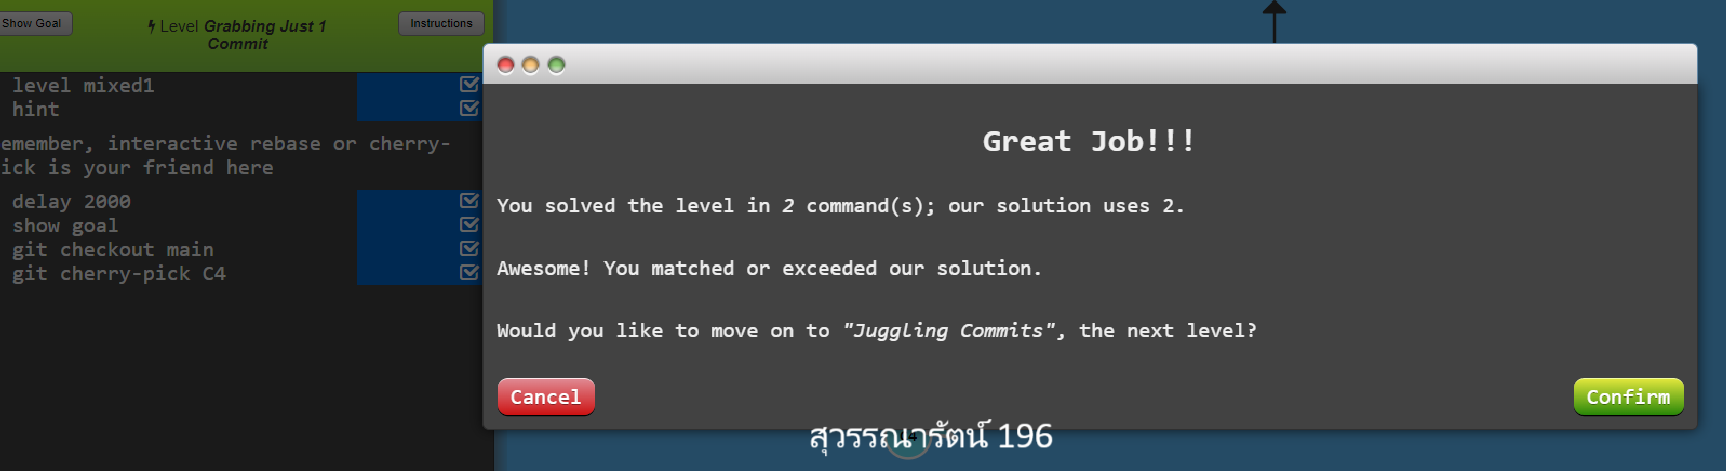 Show Goal
Level Grabbing Just 1
Commit
Instructions
level mixed1
hint
emember, interactive rebase or cherry-
ick is your friend here
delay 2000
show goal
git checkout main
git cherry-pick C4
Great Job!!!
You solved the level in 2 command(s); our solution uses 2.
Awesome! You matched or exceeded our solution.
Would you like to move on to "Juggling Commits", the next level?
Cancel
Confirm
สุวรรณารัตน์ 196